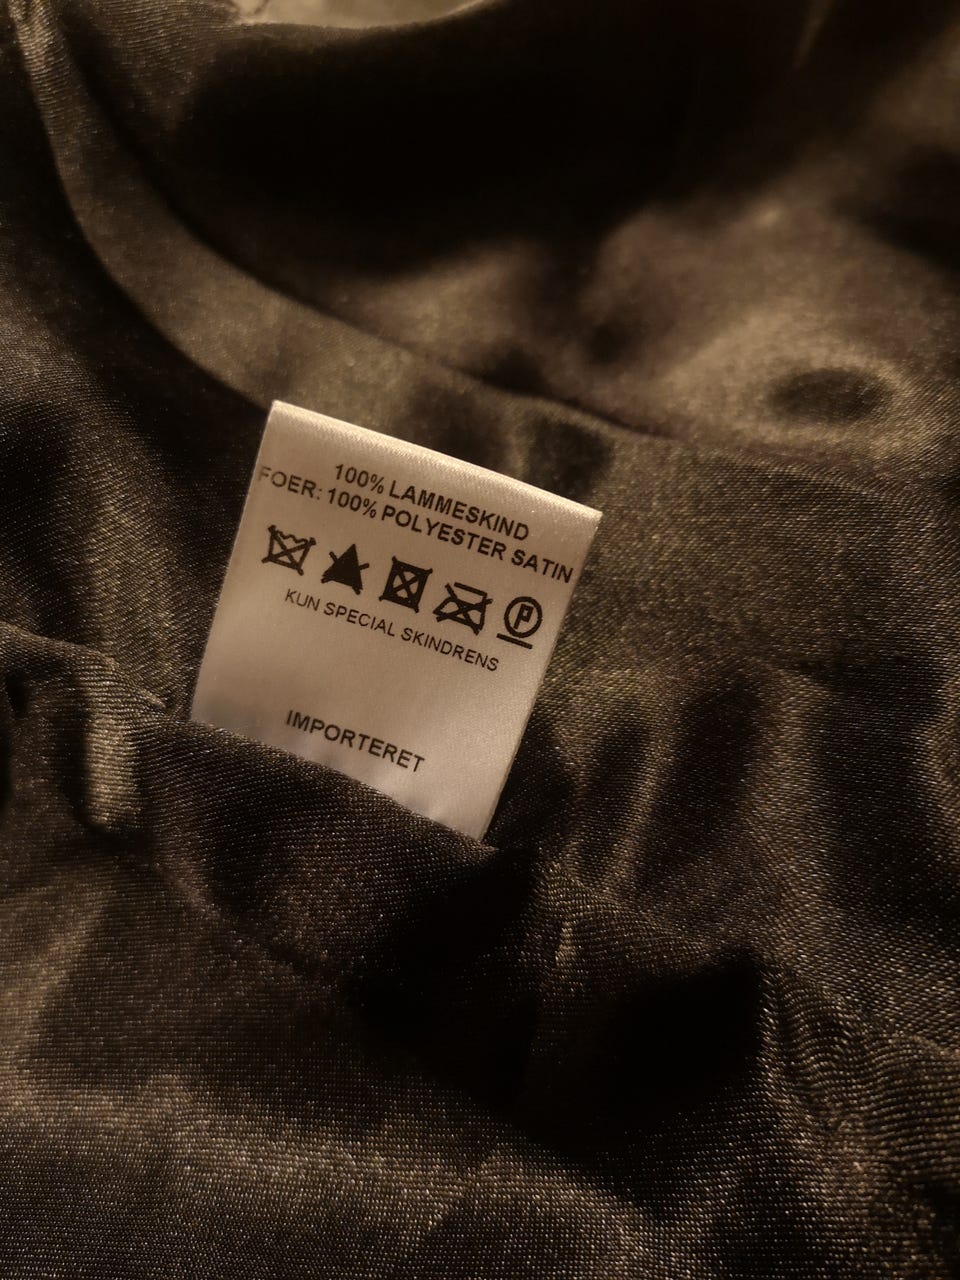 100% LAMMESKIND
FOER: 100% POLYESTER SATIN
P
KUN SPECIAL SKINDRENS
IMPORTERET